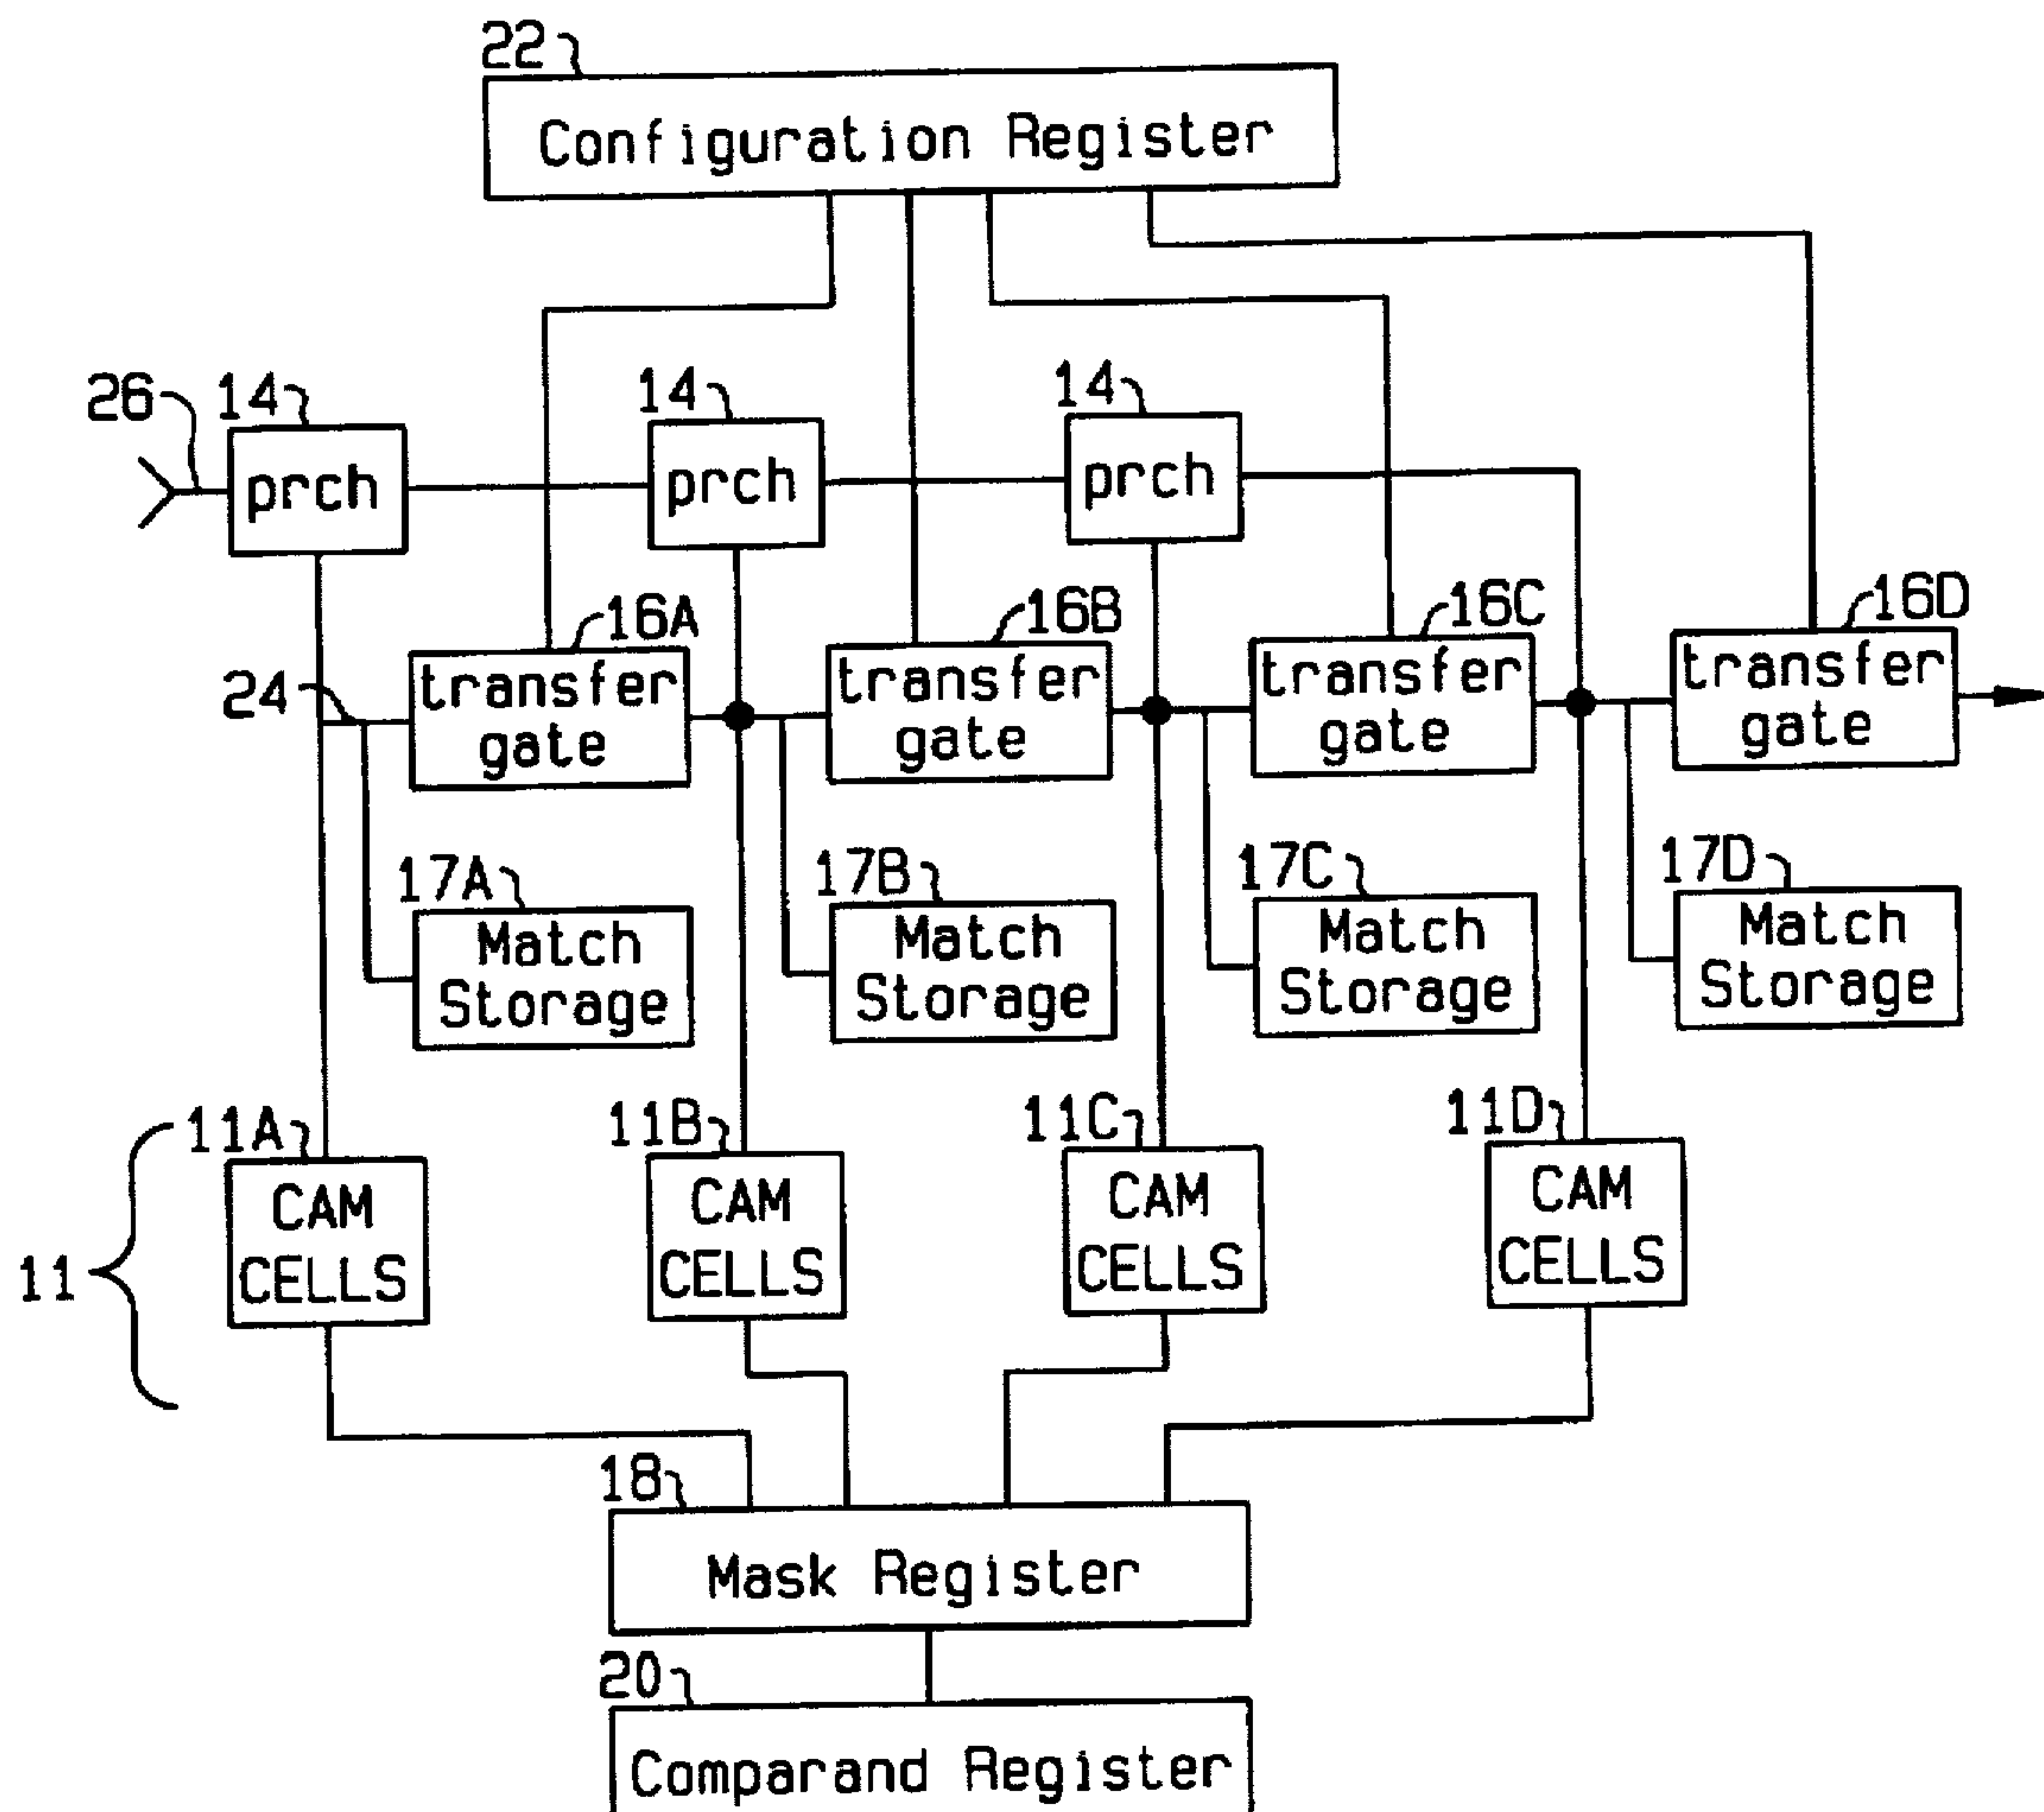 22
Configuration Register
26
14
14
14
prch
prch
prch
16A
16B
16C
16D
24
transfer
gate
transfer
gate
transfer
gate
transfer
gate
17A
17B
17C
17D
Match
Storage
Match
Storage
Match
Storage
Match
Storage
11
11A
11B
11C
11D
CAM
CELLS
CAM
CELLS
CAM
CELLS
CAM
CELLS
18
Mask Register
20
Comparand Register